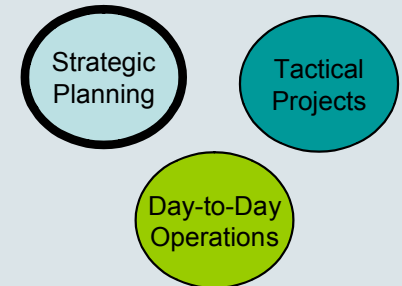 Strategic
Planning
Tactical
Projects
Day-to-Day
Operations